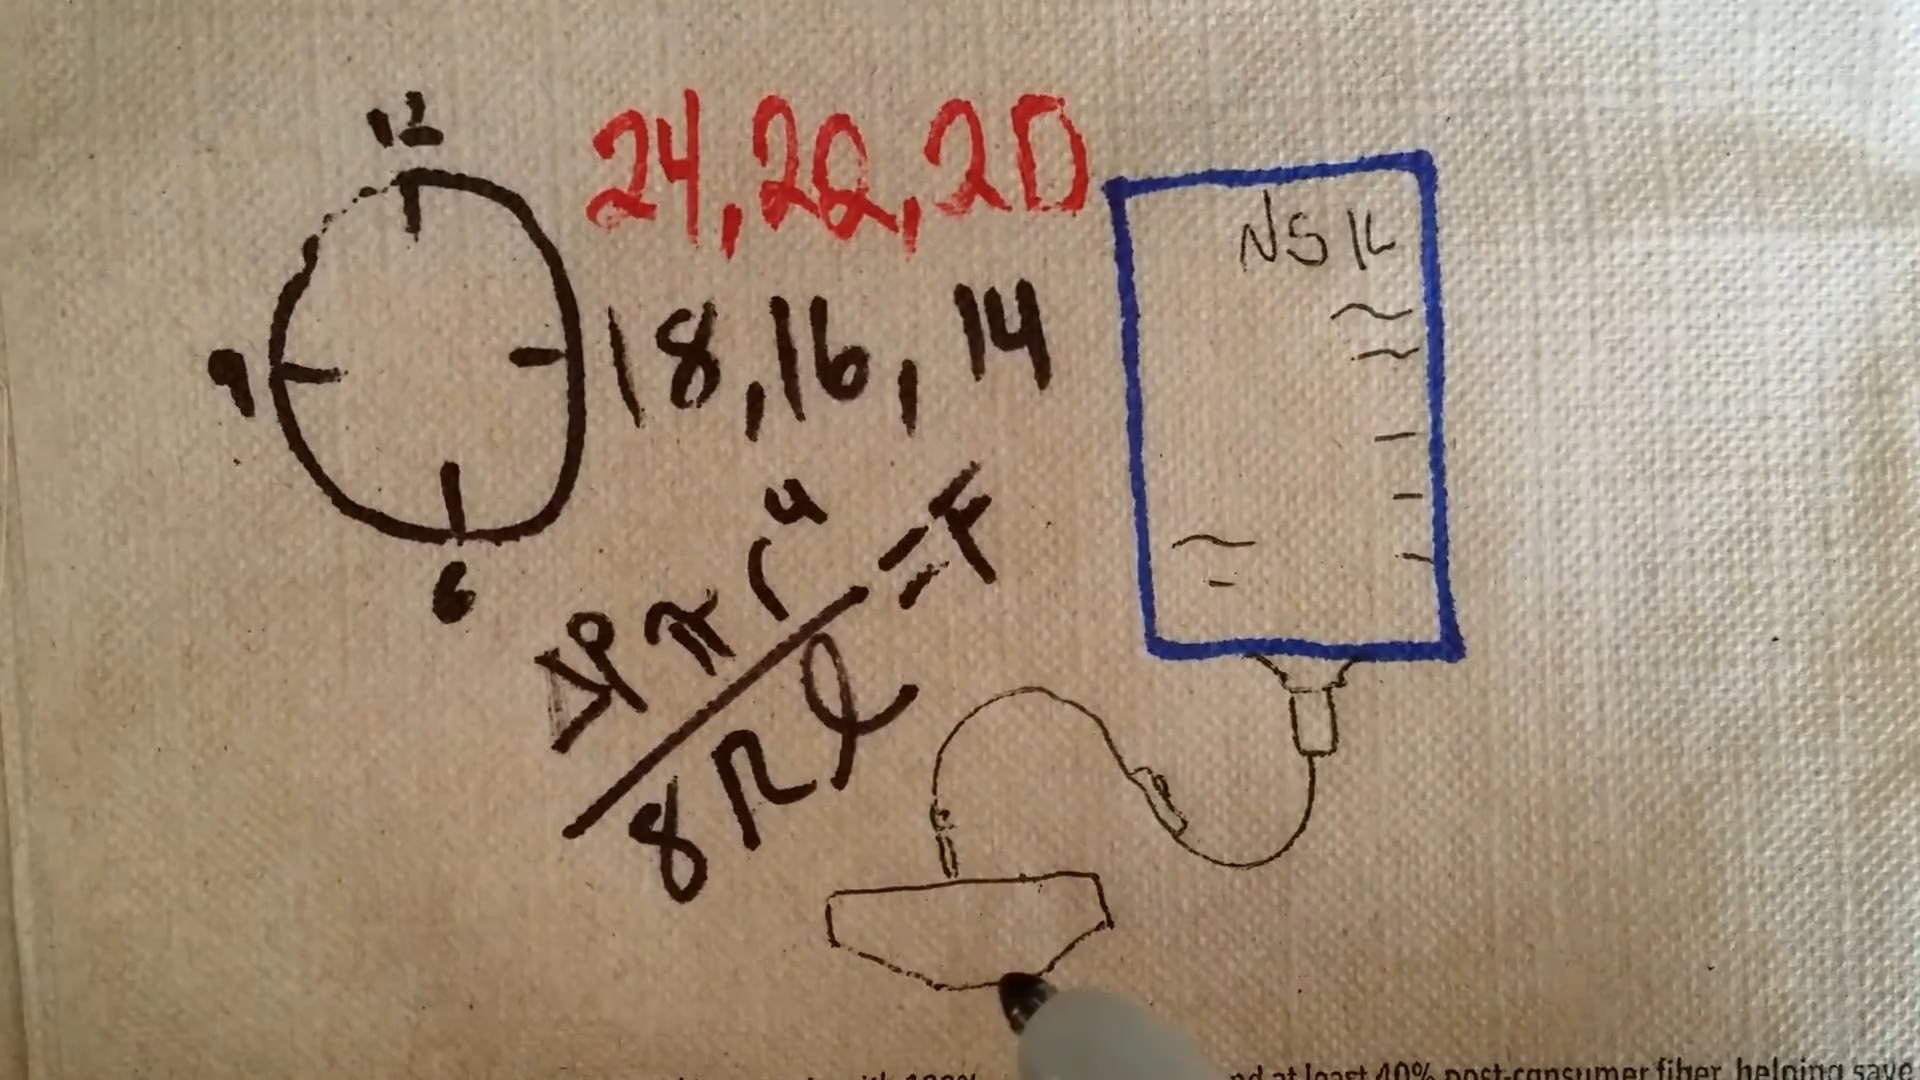 12
24, 22, 20
NS 1L
9
18, 16, 14
6
ΔPπr⁴ = F
8ηl
nd at least 40% post-consumer fiber, helping save